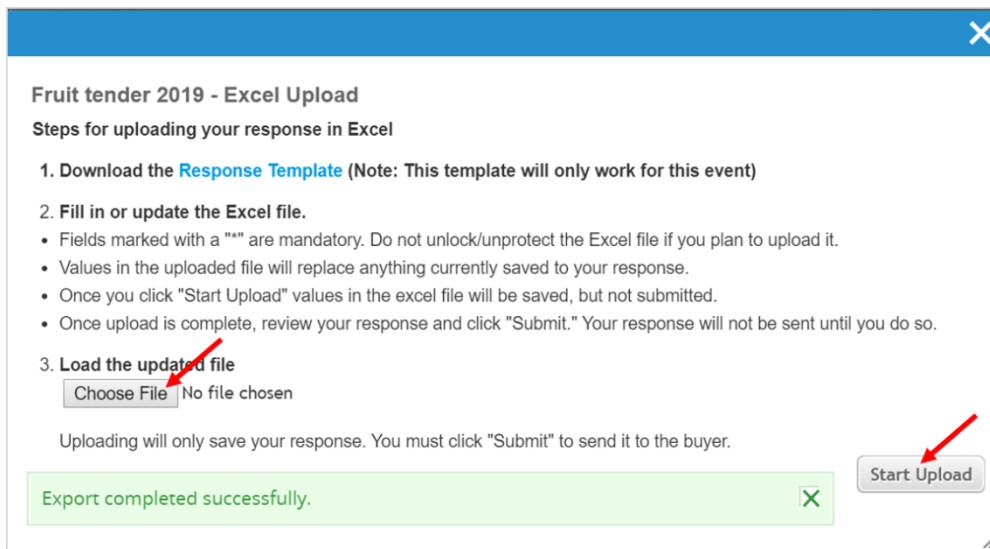 Fruit tender 2019 - Excel Upload
Steps for uploading your response in Excel
1. Download the Response Template (Note: This template will only work for this event)
2. Fill in or update the Excel file.
• Fields marked with a "*" are mandatory. Do not unlock/unprotect the Excel file if you plan to upload it.
• Values in the uploaded file will replace anything currently saved to your response.
• Once you click "Start Upload" values in the excel file will be saved, but not submitted.
• Once upload is complete, review your response and click "Submit." Your response will not be sent until you do so.
3. Load the updated file
Choose File No file chosen
Uploading will only save your response. You must click "Submit" to send it to the buyer.
Start Upload
Export completed successfully.